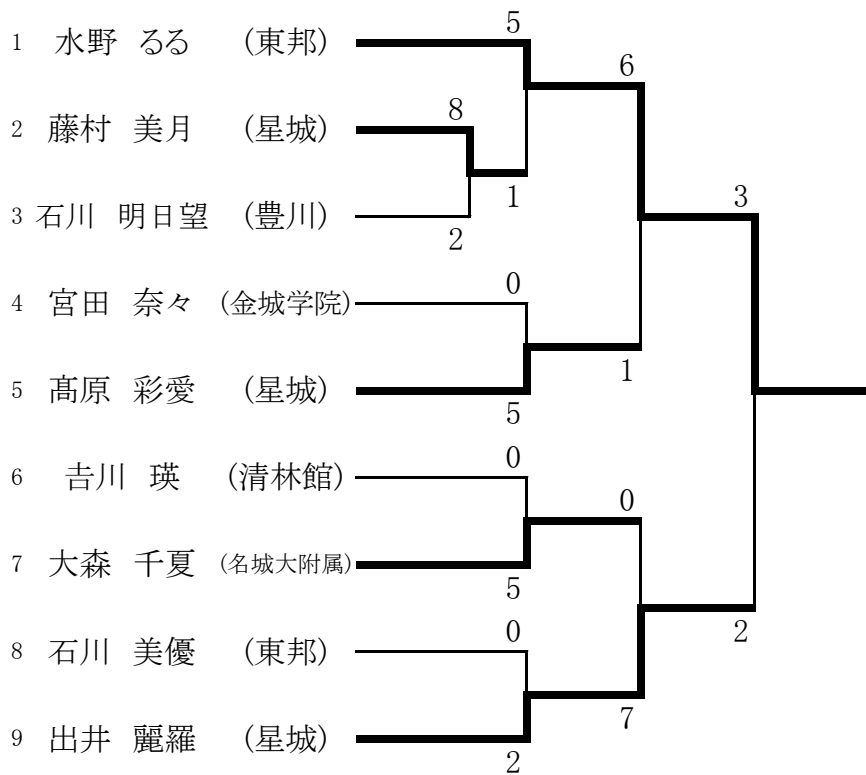 5
1 水野 るる (東邦)
6
8
2 藤村 美月 (星城)
1
3
3 石川 明日望 (豊川)
2
0
4 宮田 奈々 (金城学院)
1
5 髙原 彩愛 (星城)
5
0
6 𠮷川 瑛 (清林館)
0
7 大森 千夏 (名城大附属)
5
0
2
8 石川 美優 (東邦)
7
9 出井 麗羅 (星城)
2